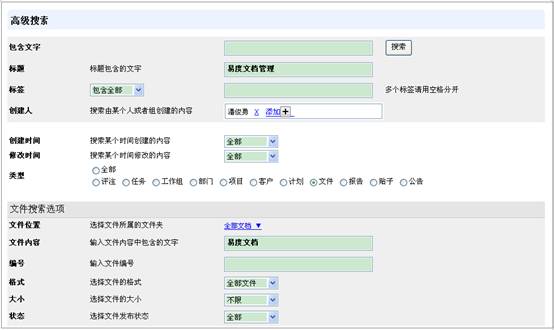 高级搜索
包含文字 搜索
标题 标题包含的文字 易度文档管理
标签 包含全部 多个标签请用空格分开
创建人 搜索由某个人或者组创建的内容 潘俊勇 X 添加
创建时间 搜索某个时间创建的内容 全部
修改时间 搜索某个时间修改的内容 全部
类型 全部
评注 任务 工作组 部门 项目 客户 计划 文件 报告 贴子 公告
文件搜索选项
文件位置 选择文件所属的文件夹 全部文档 ▼
文件内容 输入文件内容中包含的文字 易度文档
编号 输入文件编号
格式 选择文件的格式 全部文件
大小 选择文件的大小 不限
状态 选择文件发布状态 全部